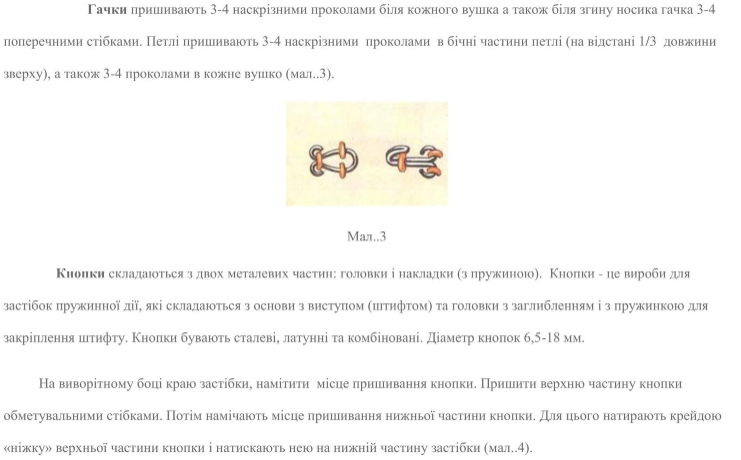 Гачки пришивають 3-4 наскрізними проколами біля кожного вушка а також біля згину носика гачка 3-4
поперечними стібками. Петлі пришивають 3-4 наскрізними проколами в бічні частини петлі (на відстані 1/3 довжини
зверху), а також 3-4 проколами в кожне вушко (мал..3).
Мал..3
Кнопки складаються з двох металевих частин: головки і накладки (з пружиною). Кнопки - це вироби для
застібок пружинної дії, які складаються з основи з виступом (штифтом) та головки з заглибленням і з пружинкою для
закріплення штифту. Кнопки бувають сталеві, латунні та комбіновані. Діаметр кнопок 6,5-18 мм.
На виворітному боці краю застібки, намітити місце пришивання кнопки. Пришити верхню частину кнопки
обметувальними стібками. Потім намічають місце пришивання нижньої частини кнопки. Для цього натирають крейдою
«ніжку» верхньої частини кнопки і натискають нею на нижній частину застібки (мал..4).